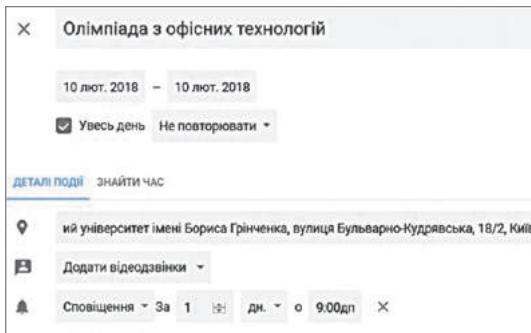 Олімпіада з офісних технологій
10 лют. 2018 – 10 лют. 2018
Увесь день Не повторювати
ДЕТАЛІ ПОДІЇ ЗНАЙТИ ЧАС
ий університет імені Бориса Грінченка, вулиця Бульварно-Кудрявська, 18/2, Київ
Додати відеодзвінки
Сповіщення За 1 дн. о 9:00дп